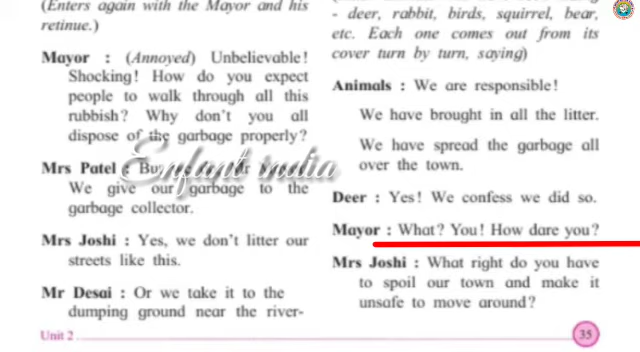 (Enters again with the Mayor and his
retinue.)
Mayor : (Annoyed) Unbelievable!
Shocking! How do you expect
people to walk through all this
rubbish? Why don't you all
dispose of the garbage properly?
Mrs Patel : But
We give our garbage to the
garbage collector.
Mrs Joshi : Yes, we don't litter our
streets like this.
Mr Desai : Or we take it to the
dumping ground near the river-
Unit 2
- deer, rabbit, birds, squirrel, bear,
etc. Each one comes out from its
cover turn by turn, saying)
Animals : We are responsible!
We have brought in all the litter.
We have spread the garbage all
over the town.
Deer : Yes! We confess we did so.
Mayor : What? You! How dare you?
Mrs Joshi : What right do you have
to spoil our town and make it
unsafe to move around?
35
Enfant india